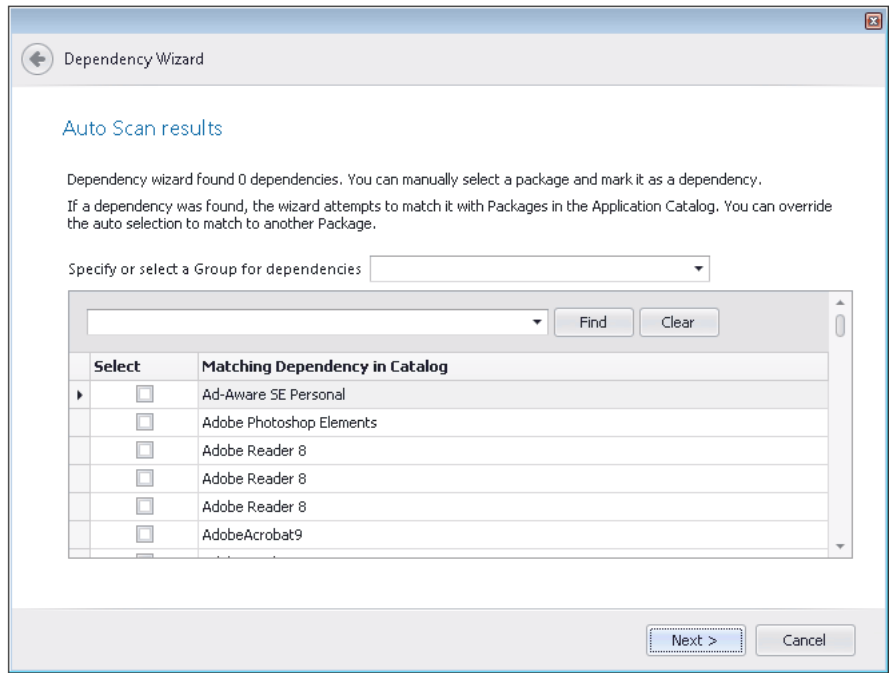 Dependency Wizard
Auto Scan results
Dependency wizard found 0 dependencies. You can manually select a package and mark it as a dependency.
If a dependency was found, the wizard attempts to match it with Packages in the Application Catalog. You can override
the auto selection to match to another Package.
Specify or select a Group for dependencies
Find Clear
Select Matching Dependency in Catalog
Ad-Aware SE Personal
Adobe Photoshop Elements
Adobe Reader 8
Adobe Reader 8
Adobe Reader 8
AdobeAcrobat9
Next > Cancel